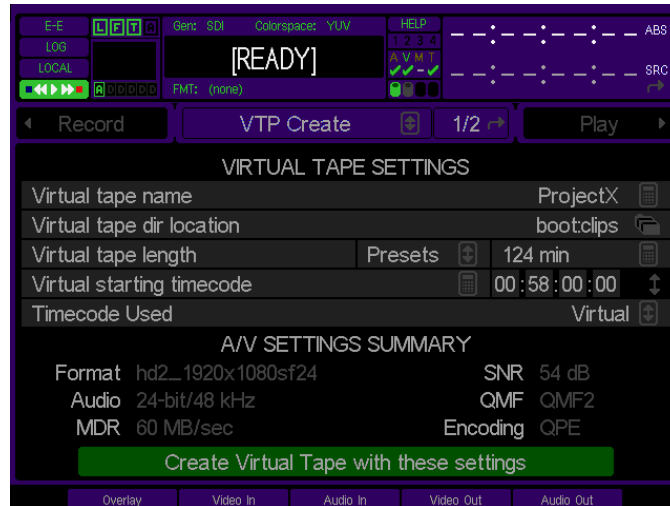 E-E LFTR Gen: SDI Colorspace: YUV HELP
LOG 1 2 3 4
LOCAL [READY] A V M T
ADDDDD FMT: (none)
--:--:--:-- ABS
--:--:--:-- SRC
Record VTP Create 1/2 Play
VIRTUAL TAPE SETTINGS
Virtual tape name ProjectX
Virtual tape dir location boot:clips
Virtual tape length Presets 124 min
Virtual starting timecode 00:58:00:00
Timecode Used Virtual
A/V SETTINGS SUMMARY
Format hd2_1920x1080sf24 SNR 54 dB
Audio 24-bit/48 kHz QMF QMF2
MDR 60 MB/sec Encoding QPE
Create Virtual Tape with these settings
Overlay Video In Audio In Video Out Audio Out